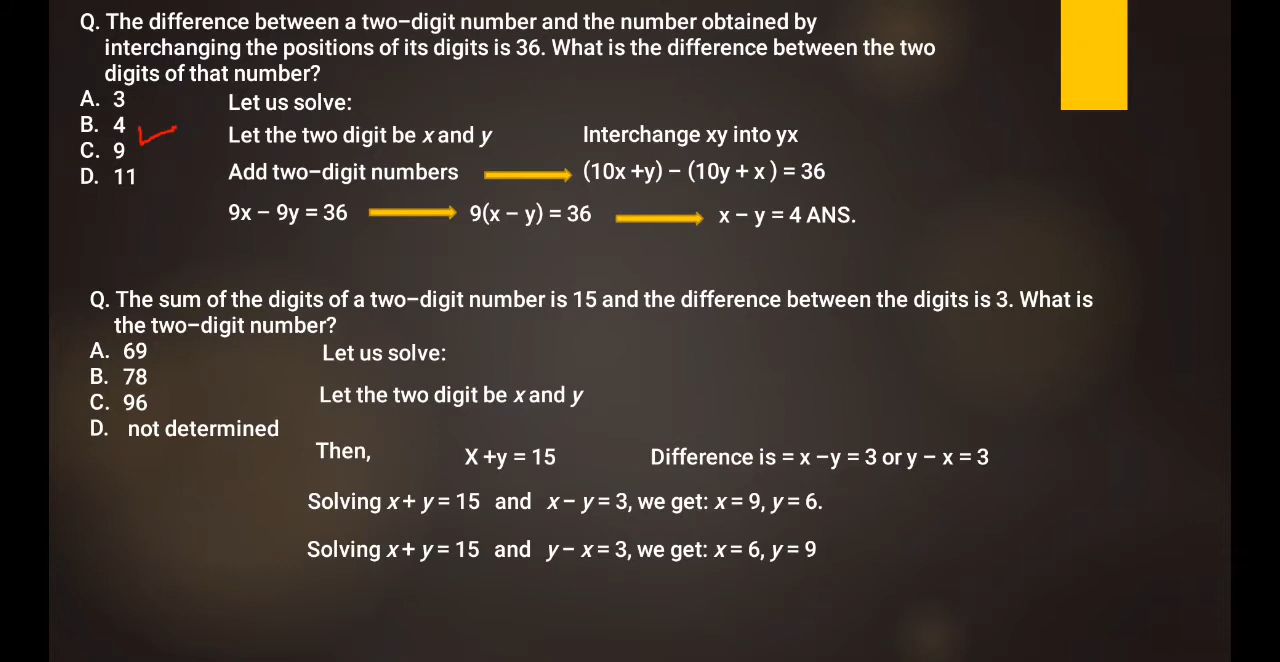 Q. The difference between a two-digit number and the number obtained by
interchanging the positions of its digits is 36. What is the difference between the two
digits of that number?
A. 3
B. 4
C. 9
D. 11
Let us solve:
Let the two digit be x and y
Interchange xy into yx
Add two-digit numbers
(10x +y) – (10y + x ) = 36
9x – 9y = 36
9(x – y) = 36
x – y = 4 ANS.
Q. The sum of the digits of a two-digit number is 15 and the difference between the digits is 3. What is
the two-digit number?
A. 69
B. 78
C. 96
D. not determined
Let us solve:
Let the two digit be x and y
Then,
X +y = 15
Difference is = x –y = 3 or y – x = 3
Solving x + y = 15 and x – y = 3, we get: x = 9, y = 6.
Solving x + y = 15 and y – x = 3, we get: x = 6, y = 9